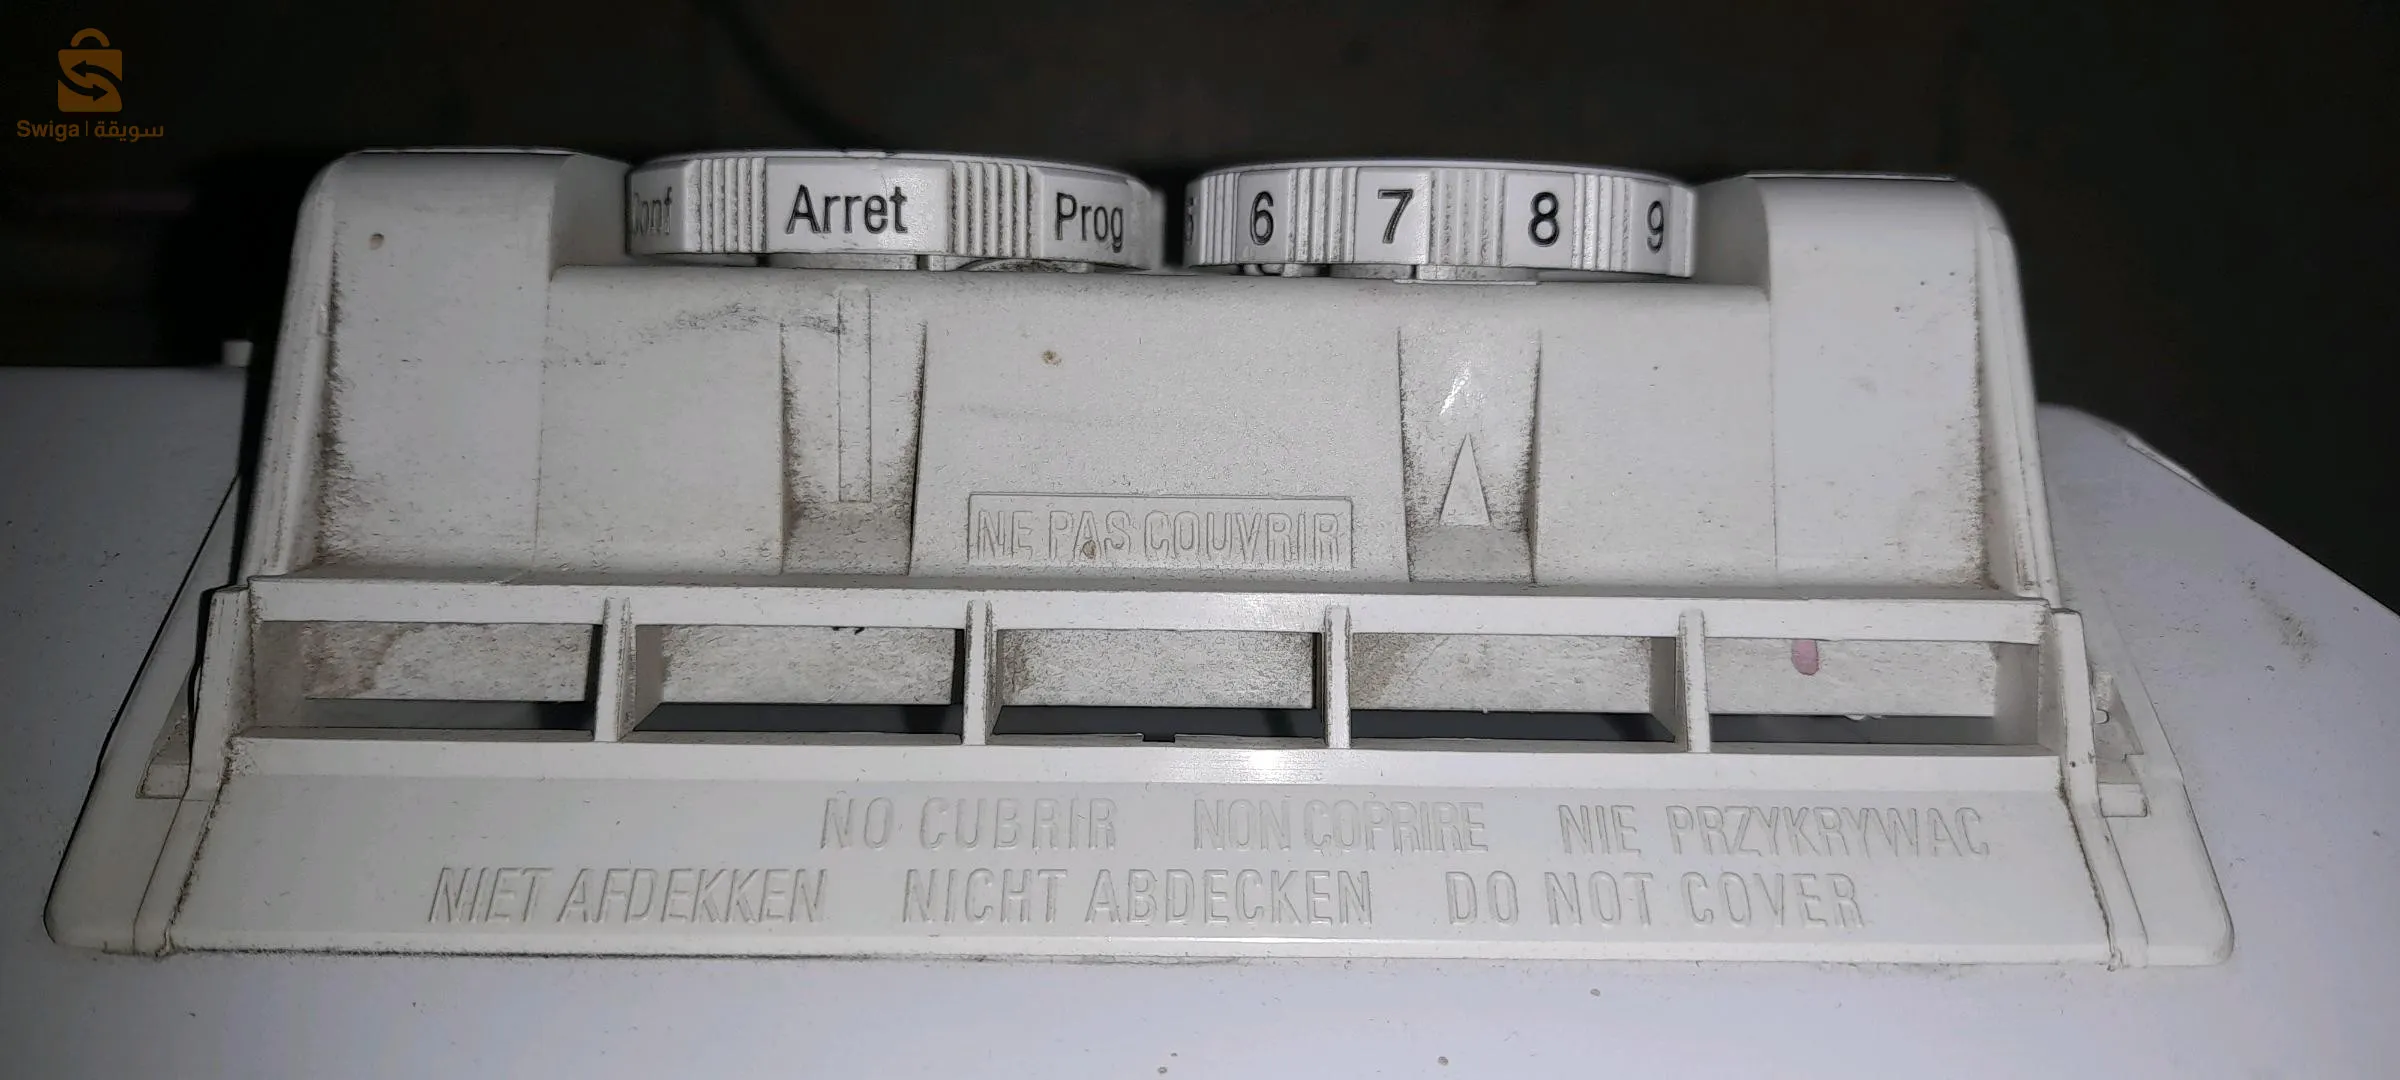 Swiga | سويقة
Conf Arret Prog 6 7 8 9
NE PAS COUVRIR
NO CUBRIR NON COPRIRE NIE PRZYKRYWAC
NIET AFDEKKEN NICHT ABDECKEN DO NOT COVER